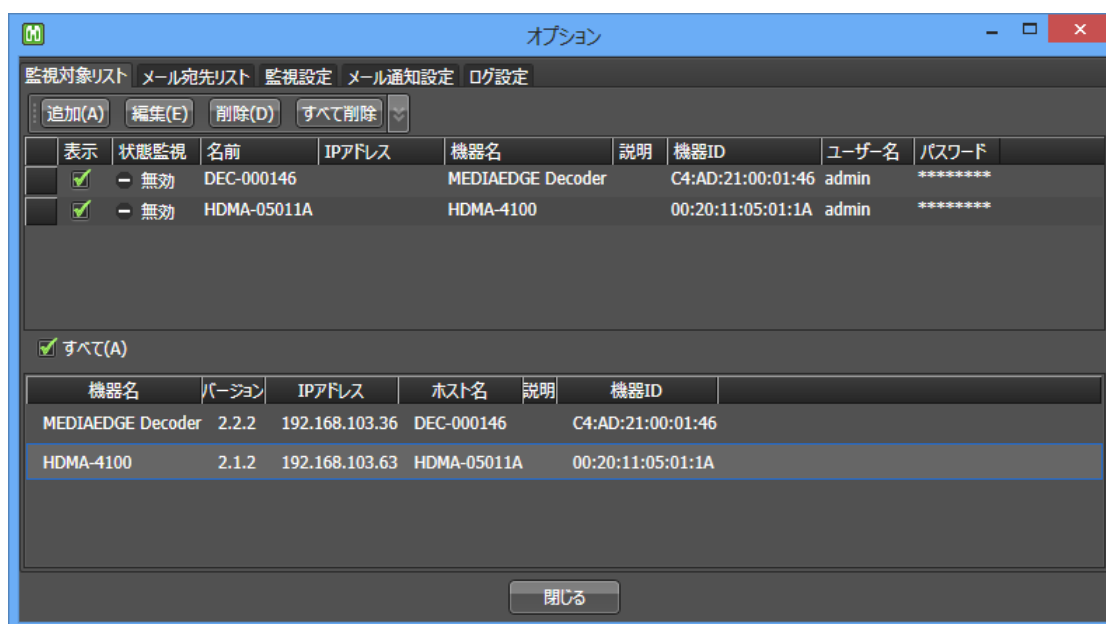 オプション
監視対象リスト メール宛先リスト 監視設定 メール通知設定 ログ設定
追加(A) 編集(E) 削除(D) すべて削除
表示 状態監視 名前 IPアドレス 機器名 説明 機器ID ユーザー名 パスワード
無効 DEC-000146 MEDIAEDGE Decoder C4:AD:21:00:01:46 admin ********
無効 HDMA-05011A HDMA-4100 00:20:11:05:01:1A admin ********
すべて(A)
機器名 バージョン IPアドレス ホスト名 説明 機器ID
MEDIAEDGE Decoder 2.2.2 192.168.103.36 DEC-000146 C4:AD:21:00:01:46
HDMA-4100 2.1.2 192.168.103.63 HDMA-05011A 00:20:11:05:01:1A
閉じる